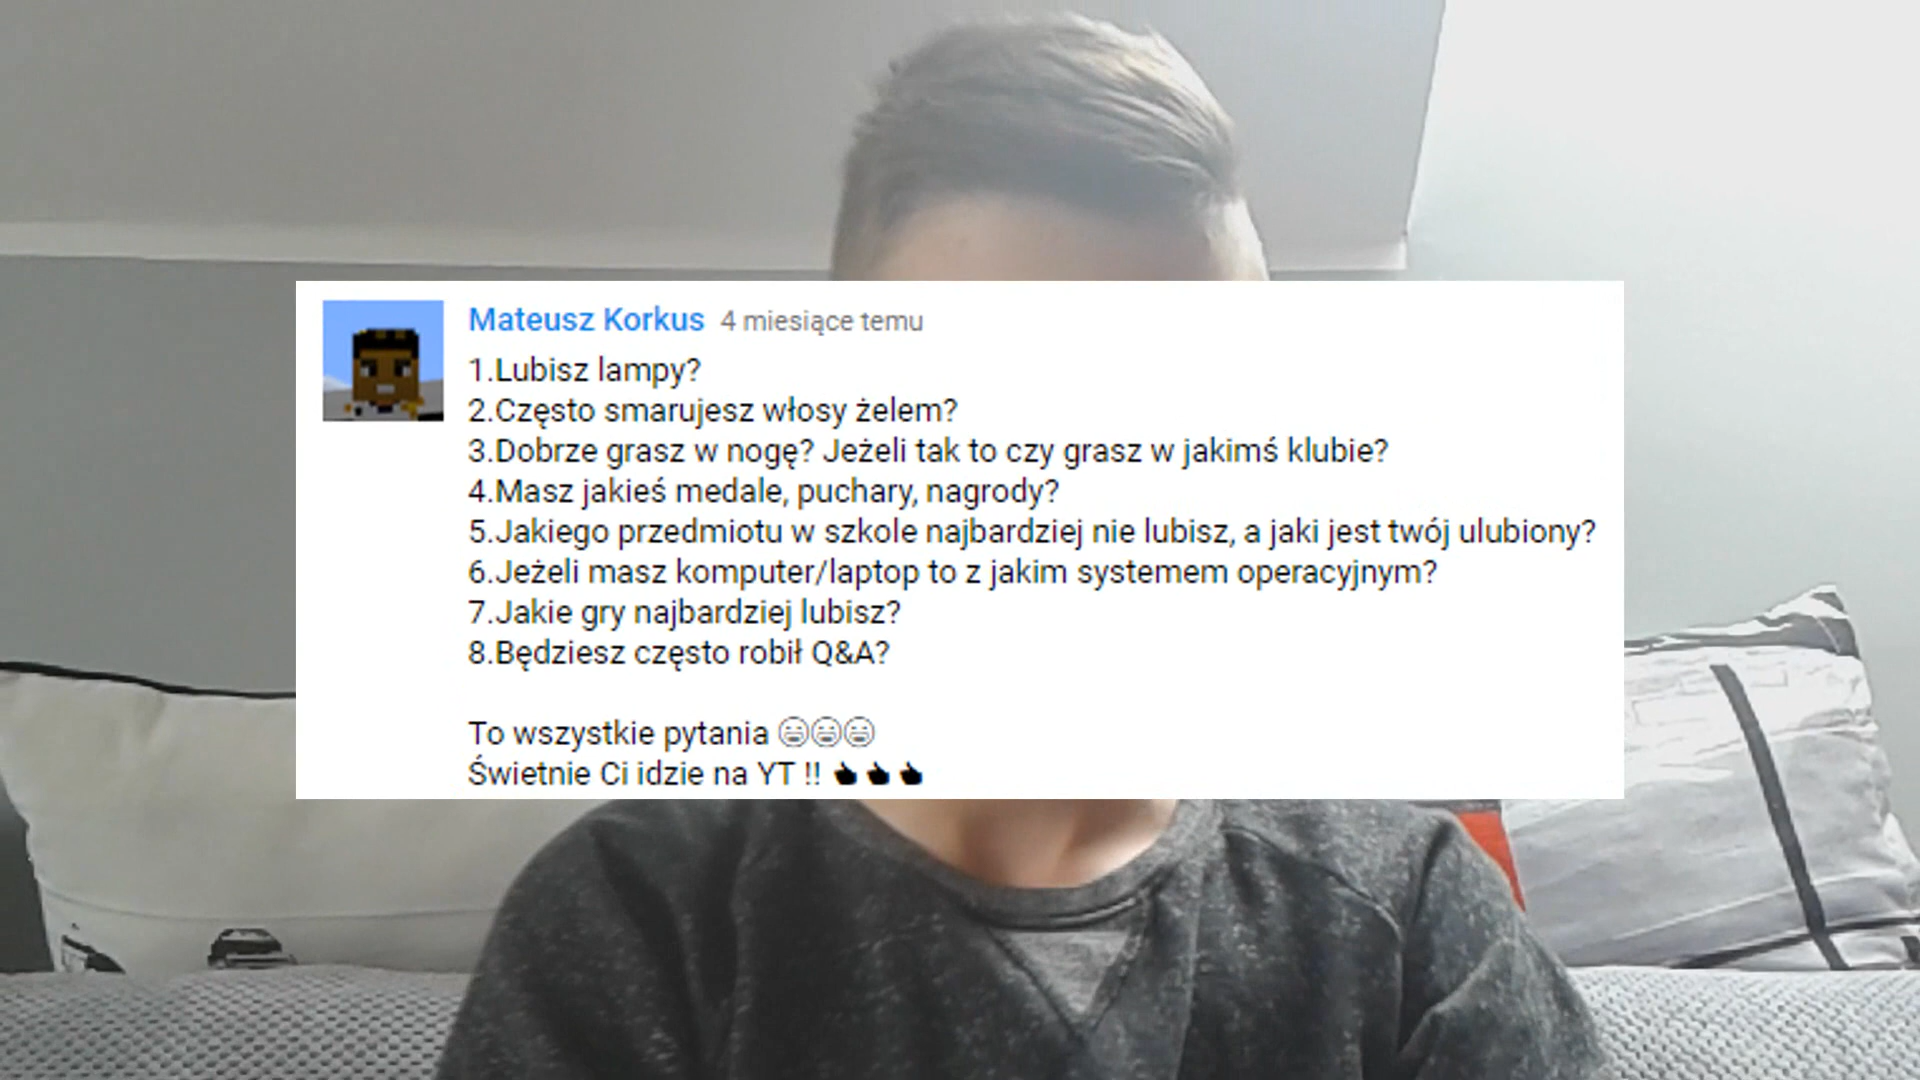 Mateusz Korkus 4 miesiące temu
1.Lubisz lampy?
2.Często smarujesz włosy żelem?
3.Dobrze grasz w nogę? Jeżeli tak to czy grasz w jakimś klubie?
4.Masz jakieś medale, puchary, nagrody?
5.Jakiego przedmiotu w szkole najbardziej nie lubisz, a jaki jest twój ulubiony?
6.Jeżeli masz komputer/laptop to z jakim systemem operacyjnym?
7.Jakie gry najbardziej lubisz?
8.Będziesz często robił Q&A?
To wszystkie pytania 😄😄😄
Świetnie Ci idzie na YT !! 👍👍👍